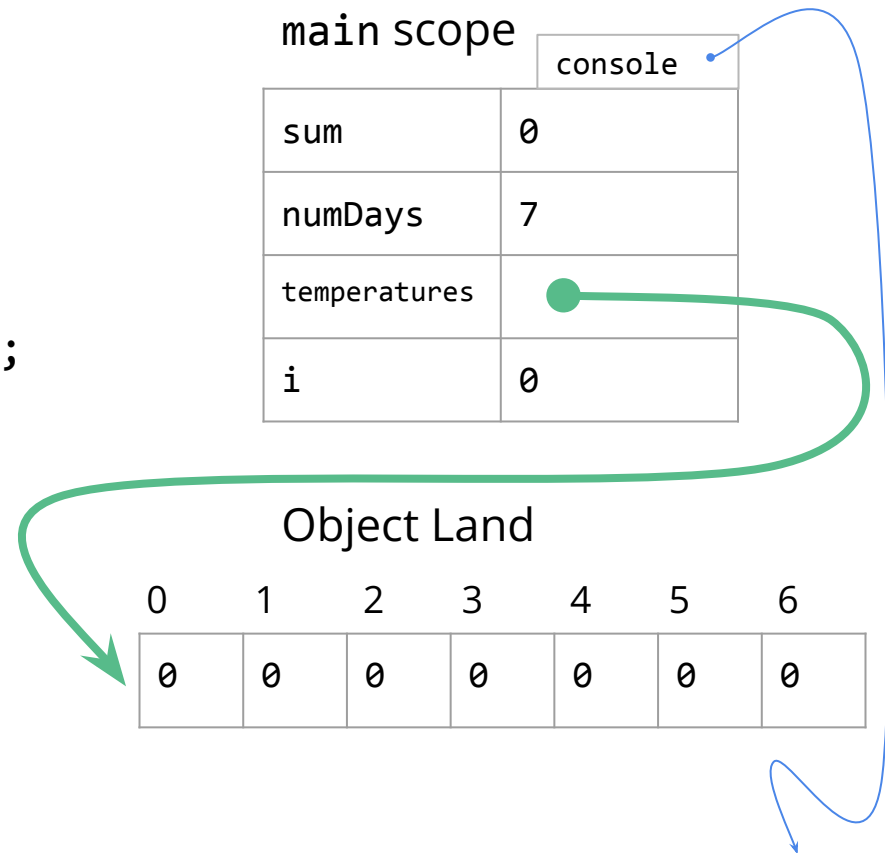 main scope
console
sum 0
numDays 7
temperatures
;
i 0
Object Land
0 1 2 3 4 5 6
0 0 0 0 0 0 0